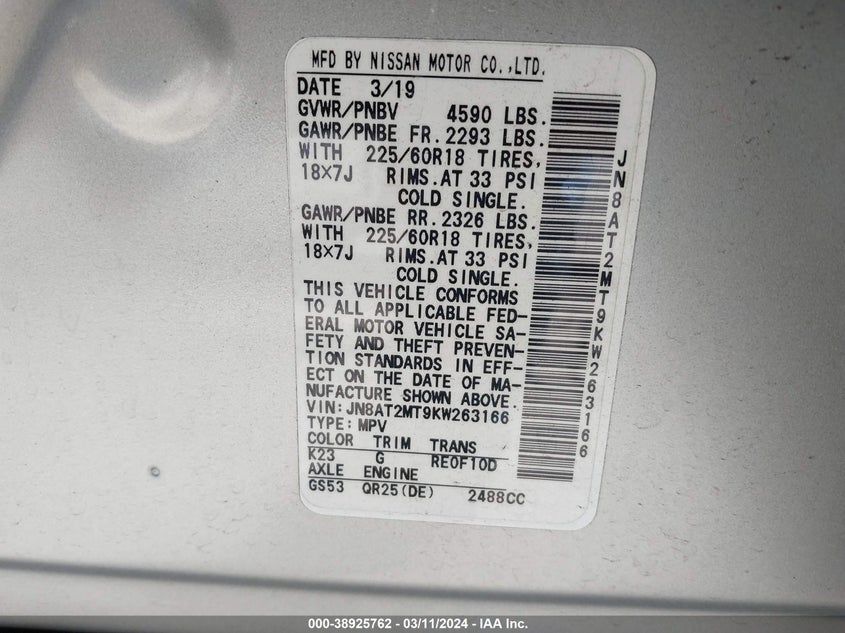 MFD BY NISSAN MOTOR CO.,LTD.
DATE 3/19
GVWR/PNBV 4590 LBS.
GAWR/PNBE FR. 2293 LBS.
WITH 225/60R18 TIRES,
18×7J RIMS.AT 33 PSI
COLD SINGLE.
GAWR/PNBE RR. 2326 LBS.
WITH 225/60R18 TIRES,
18×7J RIMS.AT 33 PSI
COLD SINGLE.
THIS VEHICLE CONFORMS
TO ALL APPLICABLE FED-
ERAL MOTOR VEHICLE SA-
FETY AND THEFT PREVEN-
TION STANDARDS IN EFF-
ECT ON THE DATE OF MA-
NUFACTURE SHOWN ABOVE.
VIN: JN8AT2MT9KW263166
TYPE: MPV
COLOR TRIM TRANS
K23 G RE0F10D
AXLE ENGINE
GS53 QR25(DE) 2488CC
JN8AT2MT9KW263166
000-38925762 - 03/11/2024 - IAA Inc.